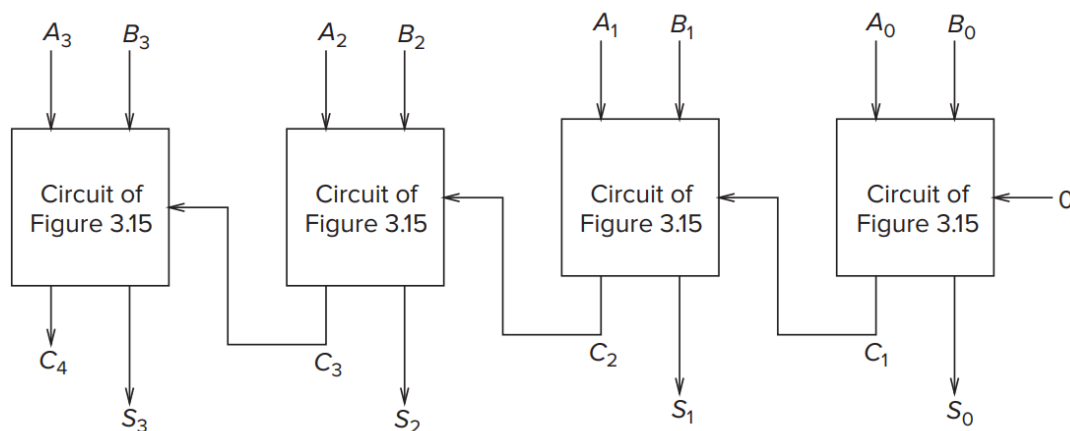 A₃ B₃ A₂ B₂ A₁ B₁ A₀ B₀
Circuit of Circuit of Circuit of Circuit of
Figure 3.15 Figure 3.15 Figure 3.15 Figure 3.15 0
C₄ C₃ C₂ C₁
S₃ S₂ S₁ S₀